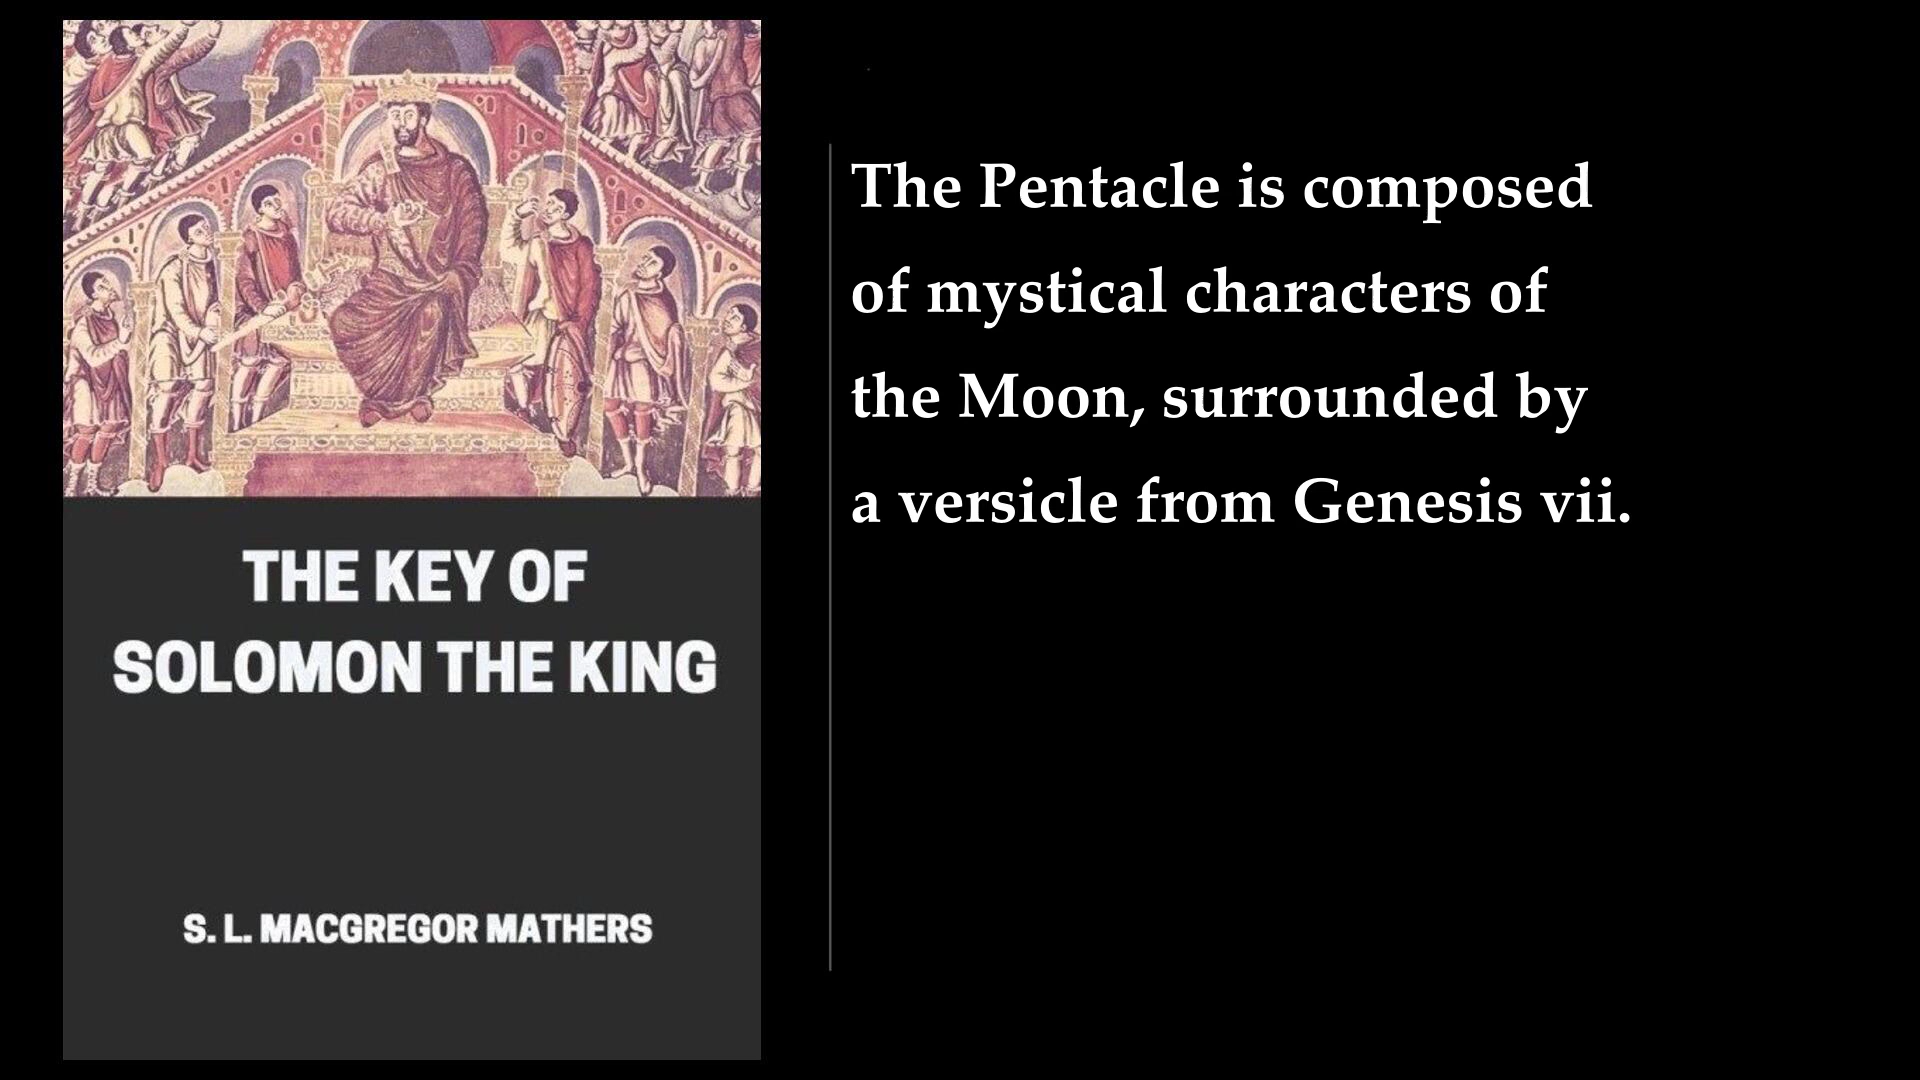 THE KEY OF
SOLOMON THE KING
S. L. MACGREGOR MATHERS
The Pentacle is composed
of mystical characters of
the Moon, surrounded by
a versicle from Genesis vii.